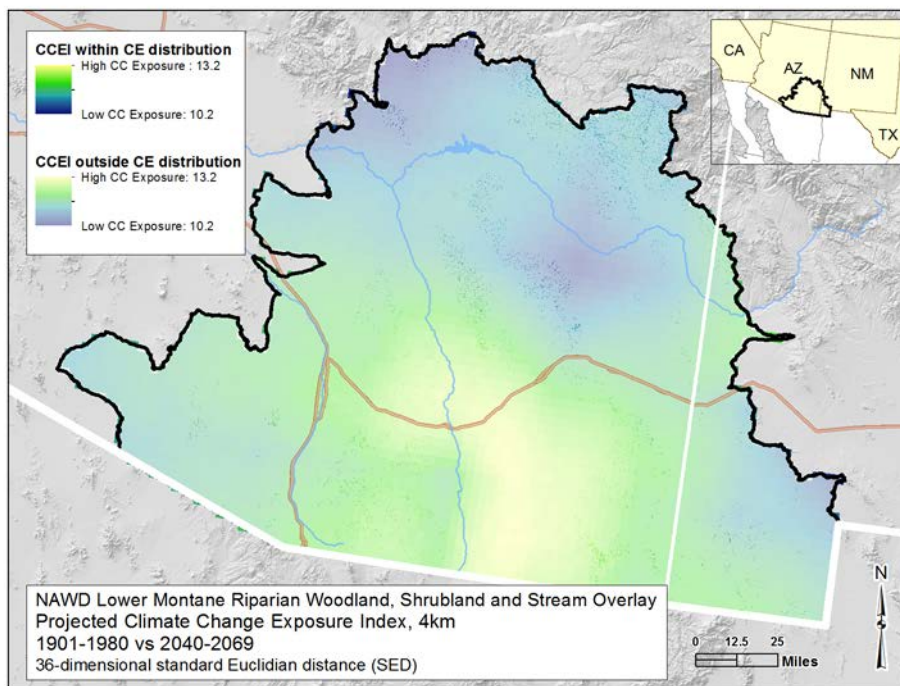 CCEI within CE distribution
High CC Exposure : 13.2
Low CC Exposure: 10.2
CCEI outside CE distribution
High CC Exposure: 13.2
Low CC Exposure: 10.2
CA
AZ
NM
TX
NAWD Lower Montane Riparian Woodland, Shrubland and Stream Overlay
Projected Climate Change Exposure Index, 4km
1901-1980 vs 2040-2069
36-dimensional standard Euclidian distance (SED)
N
0 12.5 25
Miles